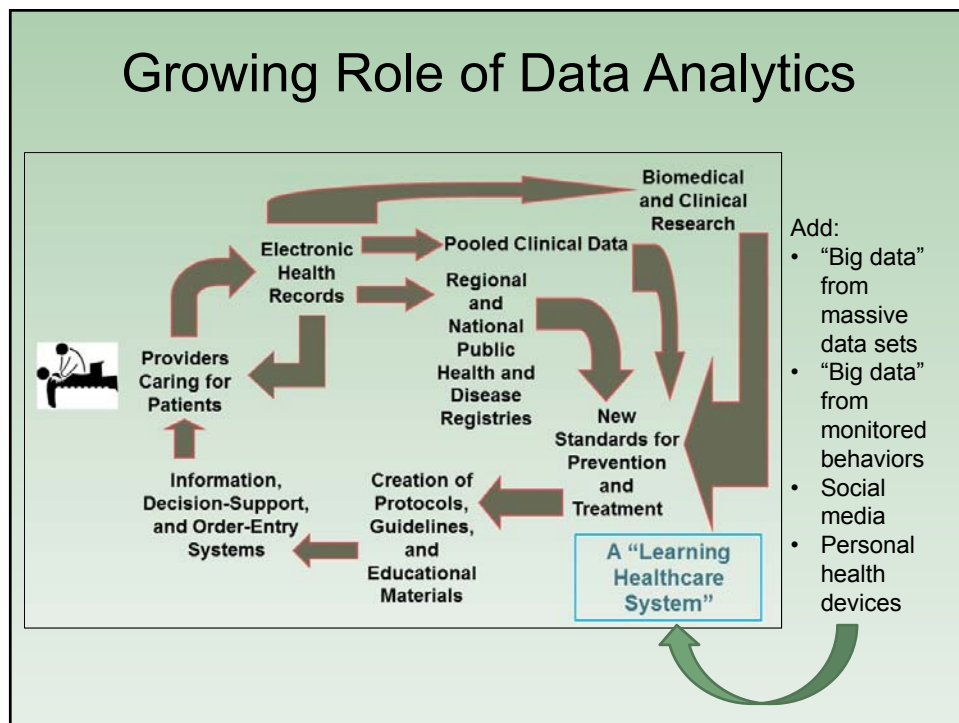 Growing Role of Data Analytics
Biomedical
and Clinical
Research
Electronic
Health
Records
Pooled Clinical Data
Regional
and
National
Public
Health and
Disease
Registries
Providers
Caring for
Patients
New
Standards for
Prevention
and
Treatment
Information,
Decision-Support,
and Order-Entry
Systems
Creation of
Protocols,
Guidelines,
and
Educational
Materials
A “Learning
Healthcare
System”
Add:
• “Big data”
from
massive
data sets
• “Big data”
from
monitored
behaviors
• Social
media
• Personal
health
devices